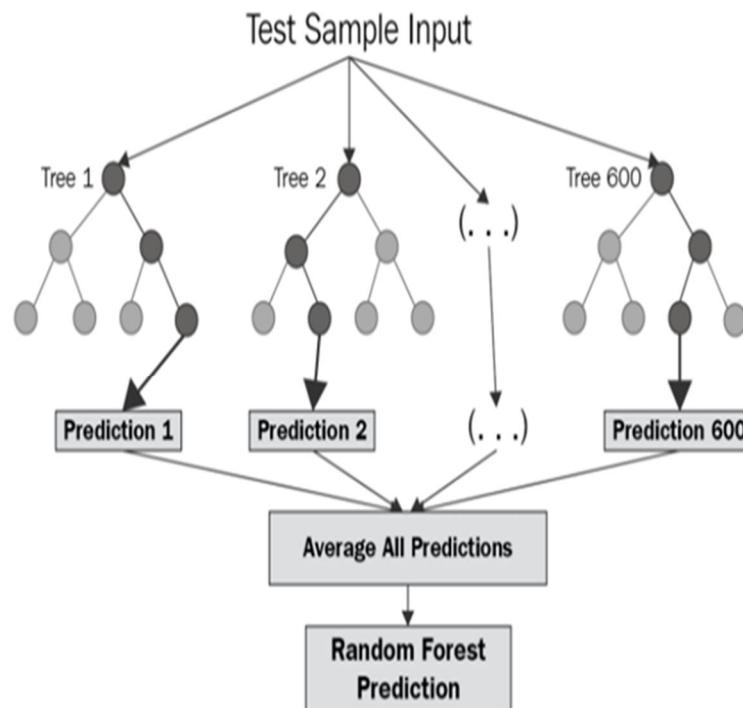 Test Sample Input
Tree 1
Tree 2
Tree 600
(. . .)
Prediction 1
Prediction 2
(. . .)
Prediction 600
Average All Predictions
Random Forest
Prediction